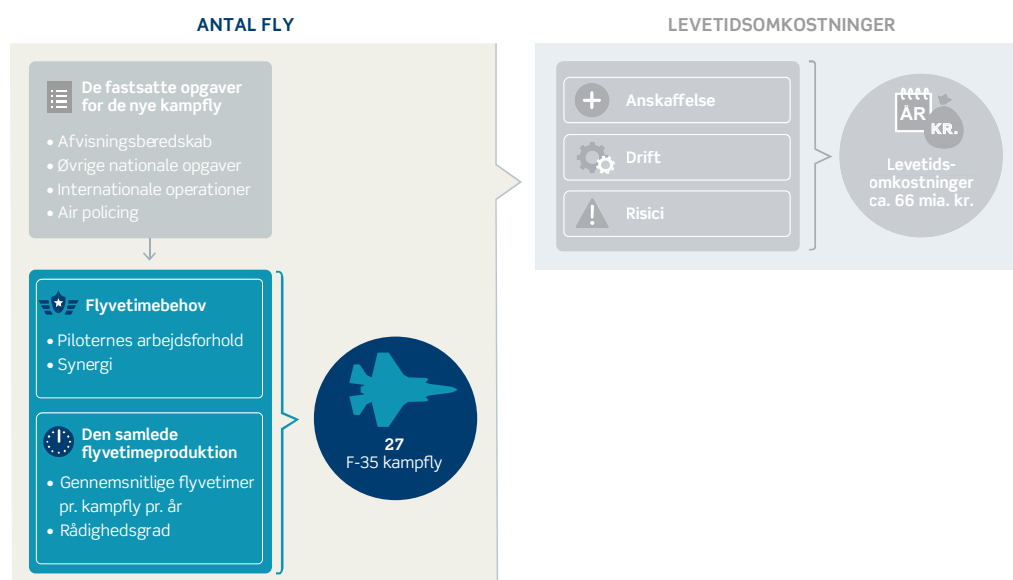 ANTAL FLY
De fastsatte opgaver
for de nye kampfly
• Afvisningsberedskab
• Øvrige nationale opgaver
• Internationale operationer
• Air policing
Flyvetimebehov
• Piloternes arbejdsforhold
• Synergi
Den samlede
flyvetimeproduktion
• Gennemsnitlige flyvetimer
pr. kampfly pr. år
• Rådighedsgrad
27
F-35 kampfly
LEVETIDSOMKOSTNINGER
Anskaffelse
Drift
Risici
ÅR
KR.
Levetids-
omkostninger
ca. 66 mia. kr.